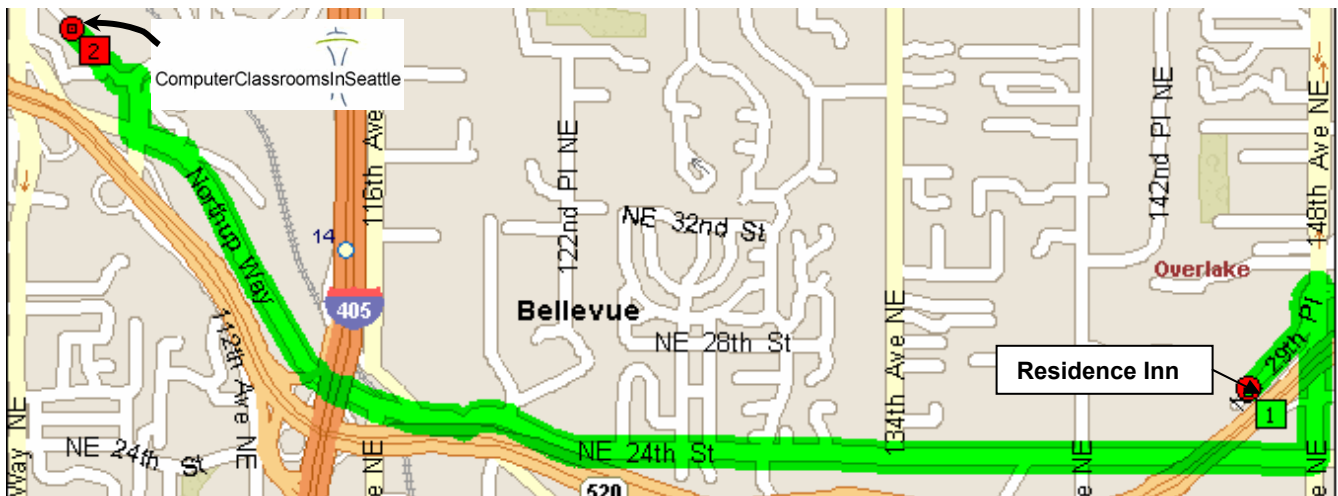 2
ComputerClassroomsInSeattle
116th Ave
122nd Pl NE
NE 32nd St
142nd Pl NE
148th Ave NE
Northup Way
14
Overlake
405
Bellevue
134th Ave NE
29th Pl
112th Ave NE
NE 28th St
Residence Inn
1
NE 24th St
NE 24th St
Way NE
e NE
e NE
e NE
520